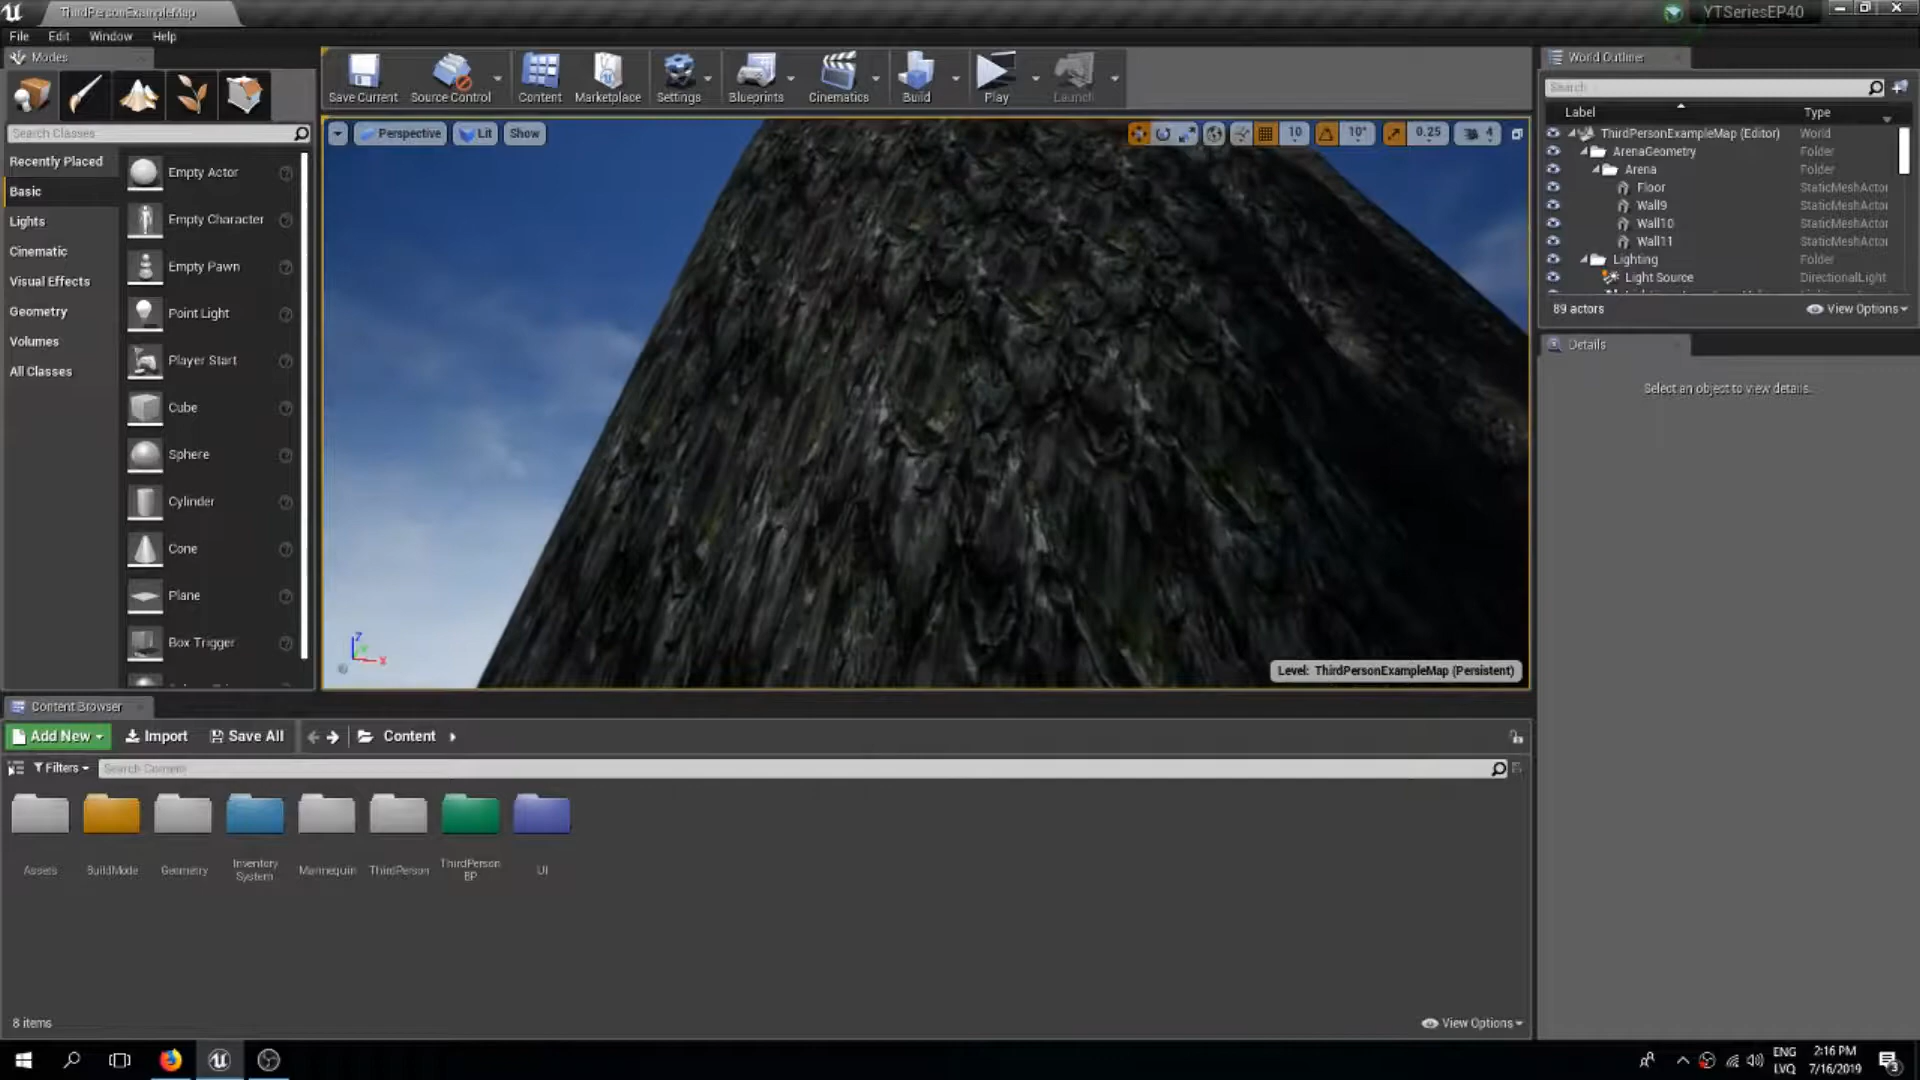 ThirdPersonExampleMap
YTSeriesEP40
File Edit Window Help
Modes
Search Classes
Recently Placed
Basic
Lights
Cinematic
Visual Effects
Geometry
Volumes
All Classes
Empty Actor
Empty Character
Empty Pawn
Point Light
Player Start
Cube
Sphere
Cylinder
Cone
Plane
Box Trigger
Save Current Source Control Content Marketplace Settings Blueprints Cinematics Build Play Launch
Perspective Lit Show
10 10° 0.25 4
Z
X
Level: ThirdPersonExampleMap (Persistent)
World Outliner
Search
Label Type
ThirdPersonExampleMap (Editor) World
ArenaGeometry Folder
Arena Folder
Floor StaticMeshActor
Wall9 StaticMeshActor
Wall10 StaticMeshActor
Wall11 StaticMeshActor
Lighting Folder
Light Source DirectionalLight
89 actors View Options
Details
Select an object to view details.
Content Browser
Add New Import Save All Content
Filters Search Content
Assets
BuildMode
Geometry
Inventory
System
Mannequin
ThirdPerson
ThirdPerson
BP
UI
8 items View Options
ENG
LVQ
2:16 PM
7/16/2019
3